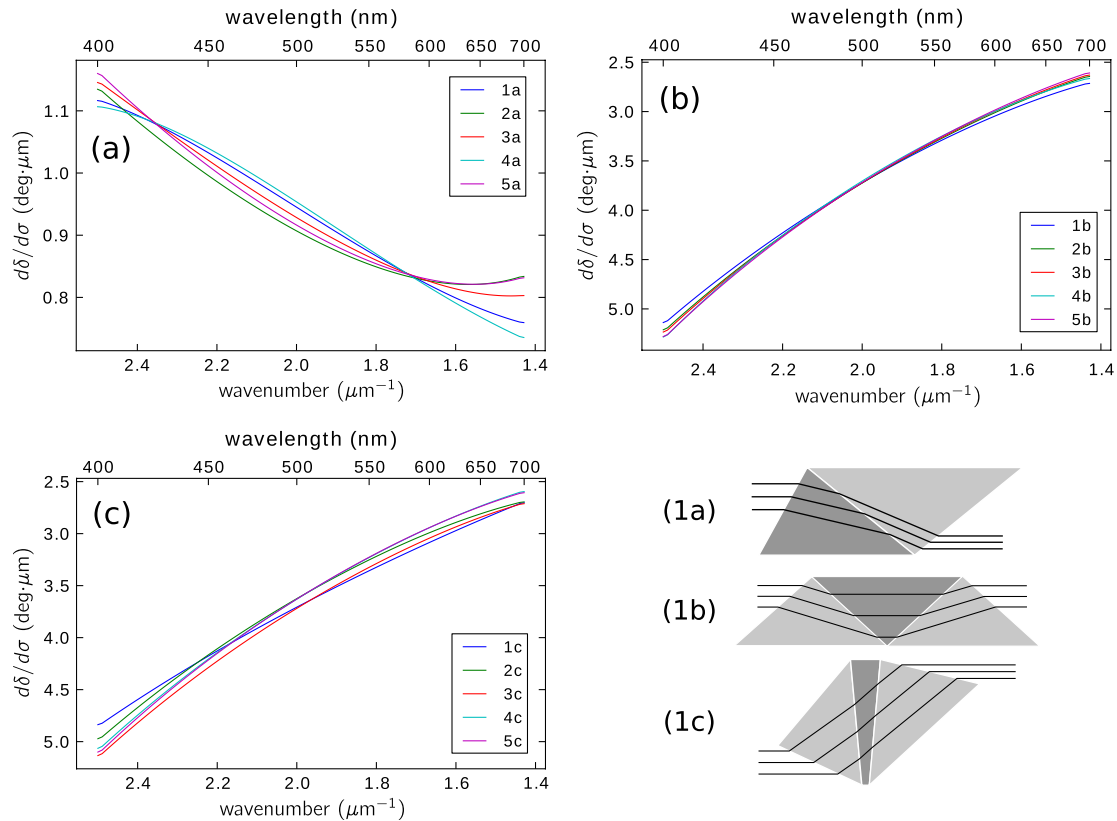 wavelength (nm)
400 450 500 550 600 650 700
1.1
1.0
0.9
0.8
dδ/dσ (deg·μm)
(a)
1a
2a
3a
4a
5a
2.4 2.2 2.0 1.8 1.6 1.4
wavenumber (μm⁻¹)
wavelength (nm)
400 450 500 550 600 650 700
2.5
3.0
3.5
4.0
4.5
5.0
dδ/dσ (deg·μm)
(b)
1b
2b
3b
4b
5b
2.4 2.2 2.0 1.8 1.6 1.4
wavenumber (μm⁻¹)
wavelength (nm)
400 450 500 550 600 650 700
2.5
3.0
3.5
4.0
4.5
5.0
dδ/dσ (deg·μm)
(c)
1c
2c
3c
4c
5c
2.4 2.2 2.0 1.8 1.6 1.4
wavenumber (μm⁻¹)
(1a)
(1b)
(1c)